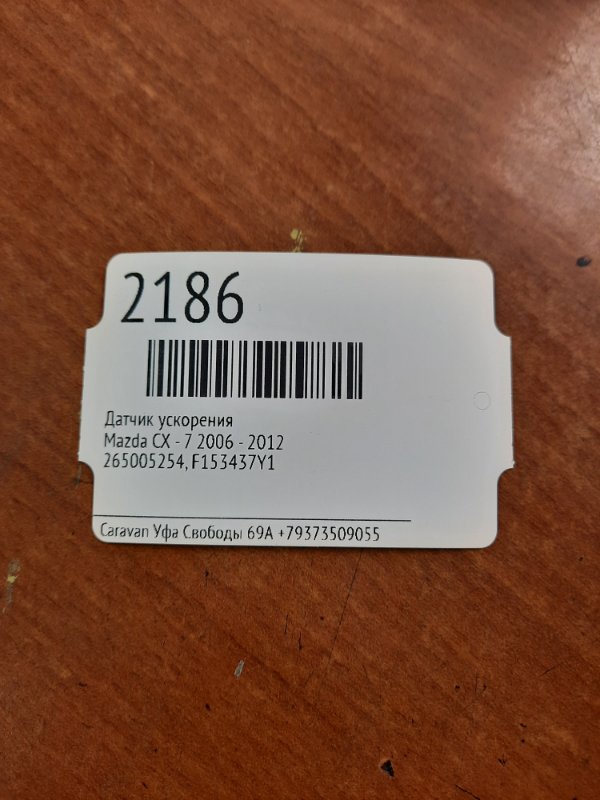 2186
Датчик ускорения
Mazda CX - 7 2006 - 2012
265005254, F153437Y1
Caravan Уфа Свободы 69А +79373509055